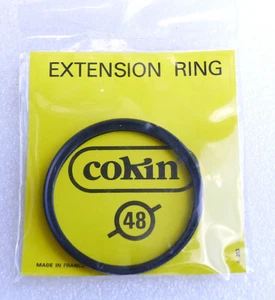 EXTENSION RING
cokin
48
MADE IN FRANCE